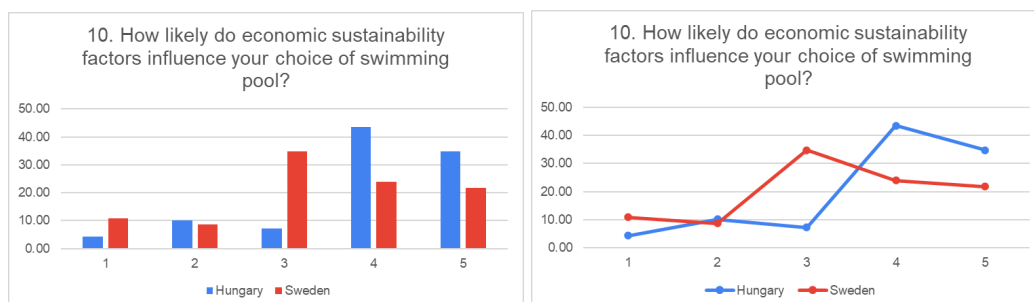 10. How likely do economic sustainability
factors influence your choice of swimming
pool?
50.00
40.00
30.00
20.00
10.00
0.00
1 2 3 4 5
Hungary Sweden
10. How likely do economic sustainability
factors influence your choice of swimming
pool?
50.00
40.00
30.00
20.00
10.00
0.00
1 2 3 4 5
Hungary Sweden